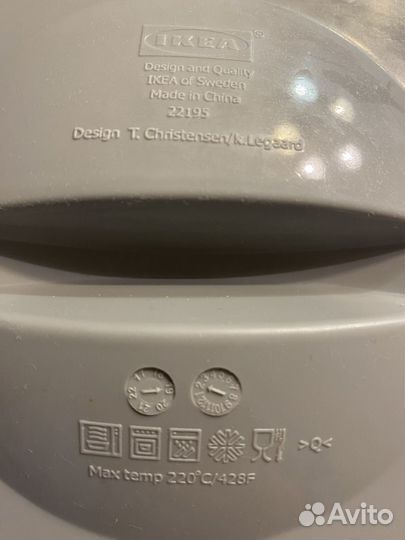 IKEA
Design and Quality
IKEA of Sweden
Made in China
22195
Design T. Christensen/K.Legaard
>Q<
Max temp 220°C/428F
Avito